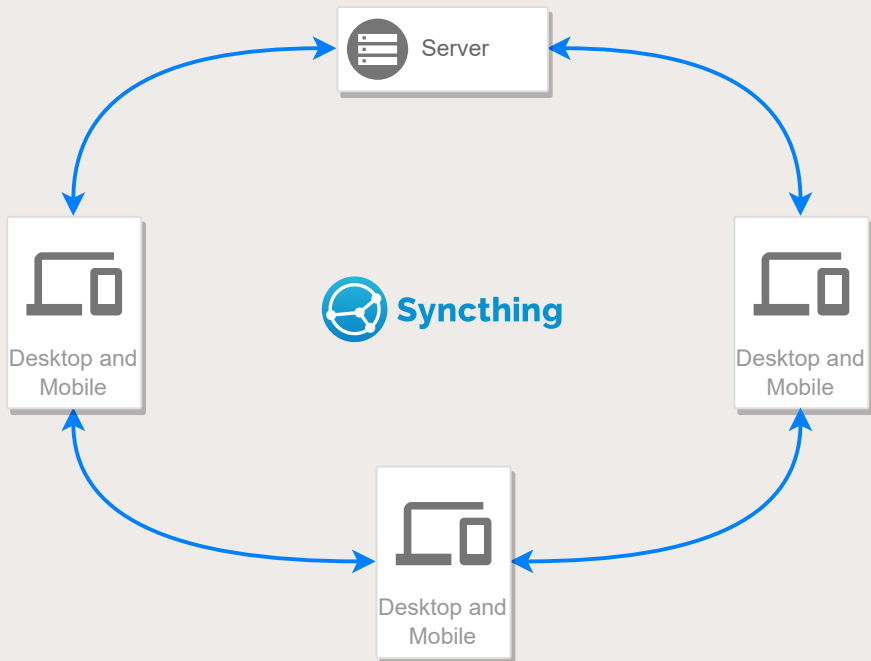 Server
Desktop and
Mobile
Syncthing
Desktop and
Mobile
Desktop and
Mobile